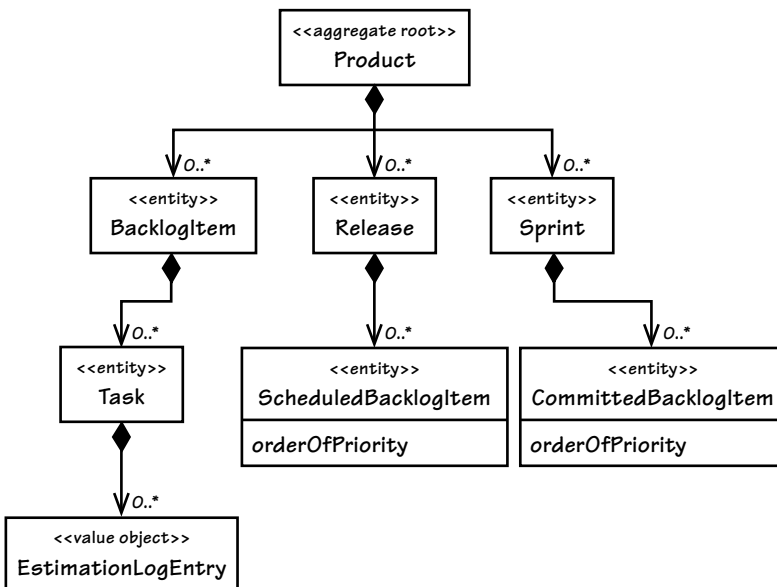 <<aggregate root>>
Product
0..*
0..*
0..*
<<entity>>
BacklogItem
<<entity>>
Release
<<entity>>
Sprint
0..*
0..*
0..*
<<entity>>
Task
<<entity>>
ScheduledBacklogItem
orderOfPriority
<<entity>>
CommittedBacklogItem
orderOfPriority
0..*
<<value object>>
EstimationLogEntry